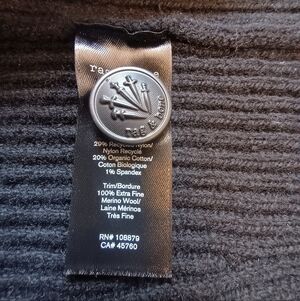 rag & bone
29% Recycled Nylon/
Nylon Recyclé
20% Organic Cotton/
Coton Biologique
1% Spandex
Trim/Bordure
100% Extra Fine
Merino Wool/
Laine Mérinos
Très Fine
RN# 108879
CA# 45760